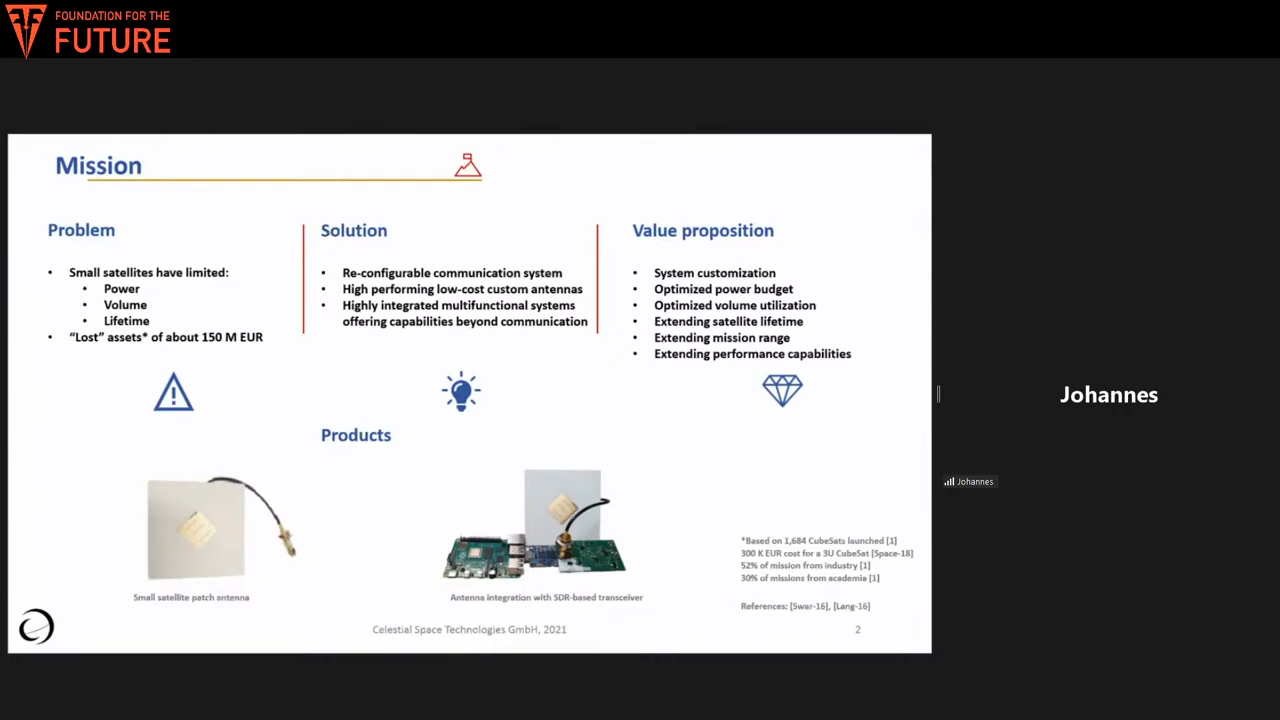 FOUNDATION FOR THE
FUTURE
Mission
Problem
• Small satellites have limited:
• Power
• Volume
• Lifetime
• “Lost” assets* of about 150 M EUR
Solution
• Re-configurable communication system
• High performing low-cost custom antennas
• Highly integrated multifunctional systems
offering capabilities beyond communication
Value proposition
• System customization
• Optimized power budget
• Optimized volume utilization
• Extending satellite lifetime
• Extending mission range
• Extending performance capabilities
Products
Small satellite patch antenna
Antenna integration with SDR-based transceiver
*Based on 1,684 CubeSats launched [1]
300 K EUR cost for a 3U CubeSat [Space-18]
52% of mission from industry [1]
30% of missions from academia [1]
References: [Swar-16], [Lang-16]
Celestial Space Technologies GmbH, 2021
2
Johannes
Johannes